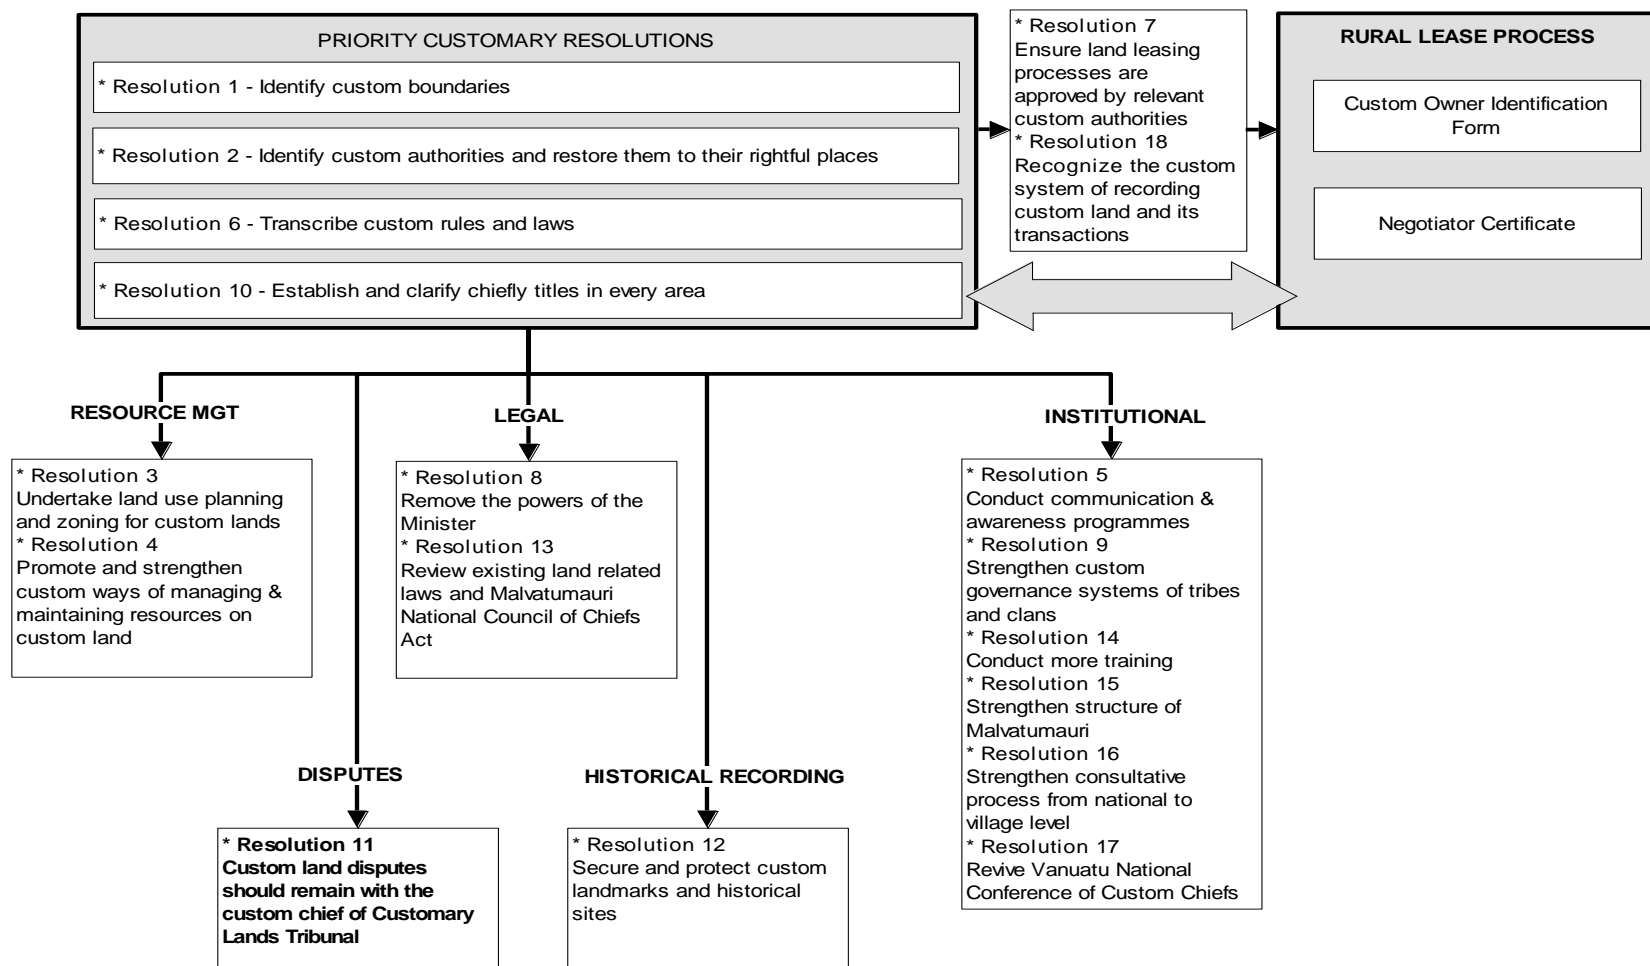 PRIORITY CUSTOMARY RESOLUTIONS
* Resolution 1 - Identify custom boundaries
* Resolution 2 - Identify custom authorities and restore them to their rightful places
* Resolution 6 - Transcribe custom rules and laws
* Resolution 10 - Establish and clarify chiefly titles in every area
* Resolution 7
Ensure land leasing
processes are
approved by relevant
custom authorities
* Resolution 18
Recognize the custom
system of recording
custom land and its
transactions
RURAL LEASE PROCESS
Custom Owner Identification
Form
Negotiator Certificate
RESOURCE MGT
* Resolution 3
Undertake land use planning
and zoning for custom lands
* Resolution 4
Promote and strengthen
custom ways of managing &
maintaining resources on
custom land
LEGAL
* Resolution 8
Remove the powers of the
Minister
* Resolution 13
Review existing land related
laws and Malvatumauri
National Council of Chiefs
Act
INSTITUTIONAL
* Resolution 5
Conduct communication &
awareness programmes
* Resolution 9
Strengthen custom
governance systems of tribes
and clans
* Resolution 14
Conduct more training
* Resolution 15
Strengthen structure of
Malvatumauri
* Resolution 16
Strengthen consultative
process from national to
village level
* Resolution 17
Revive Vanuatu National
Conference of Custom Chiefs
DISPUTES
* Resolution 11
Custom land disputes
should remain with the
custom chief of Customary
Lands Tribunal
HISTORICAL RECORDING
* Resolution 12
Secure and protect custom
landmarks and historical
sites